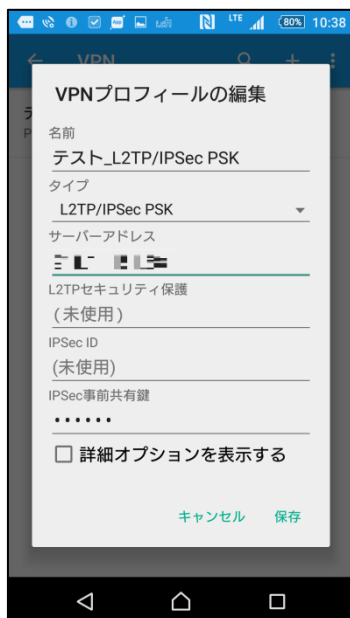 LTE 80% 10:38
VPN
VPNプロフィールの編集
名前
テスト_L2TP/IPSec PSK
タイプ
L2TP/IPSec PSK
サーバーアドレス
L2TPセキュリティ保護
(未使用)
IPSec ID
(未使用)
IPSec事前共有鍵
••••••
詳細オプションを表示する
キャンセル 保存